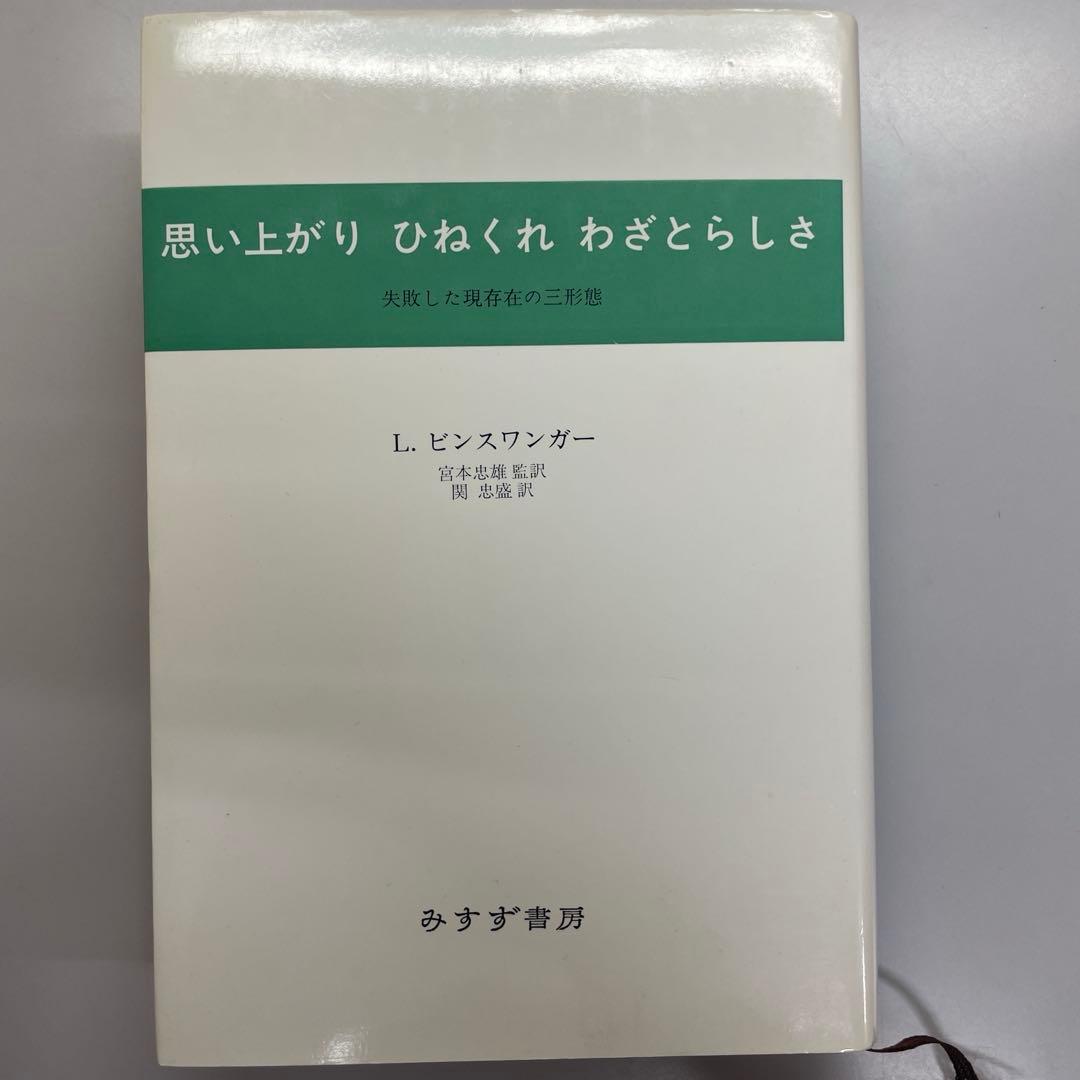 思い上がり ひねくれ わざとらしさ
失敗した現存在の三形態
L. ビンスワンガー
宮本忠雄 監訳
関 忠盛 訳
みすず書房